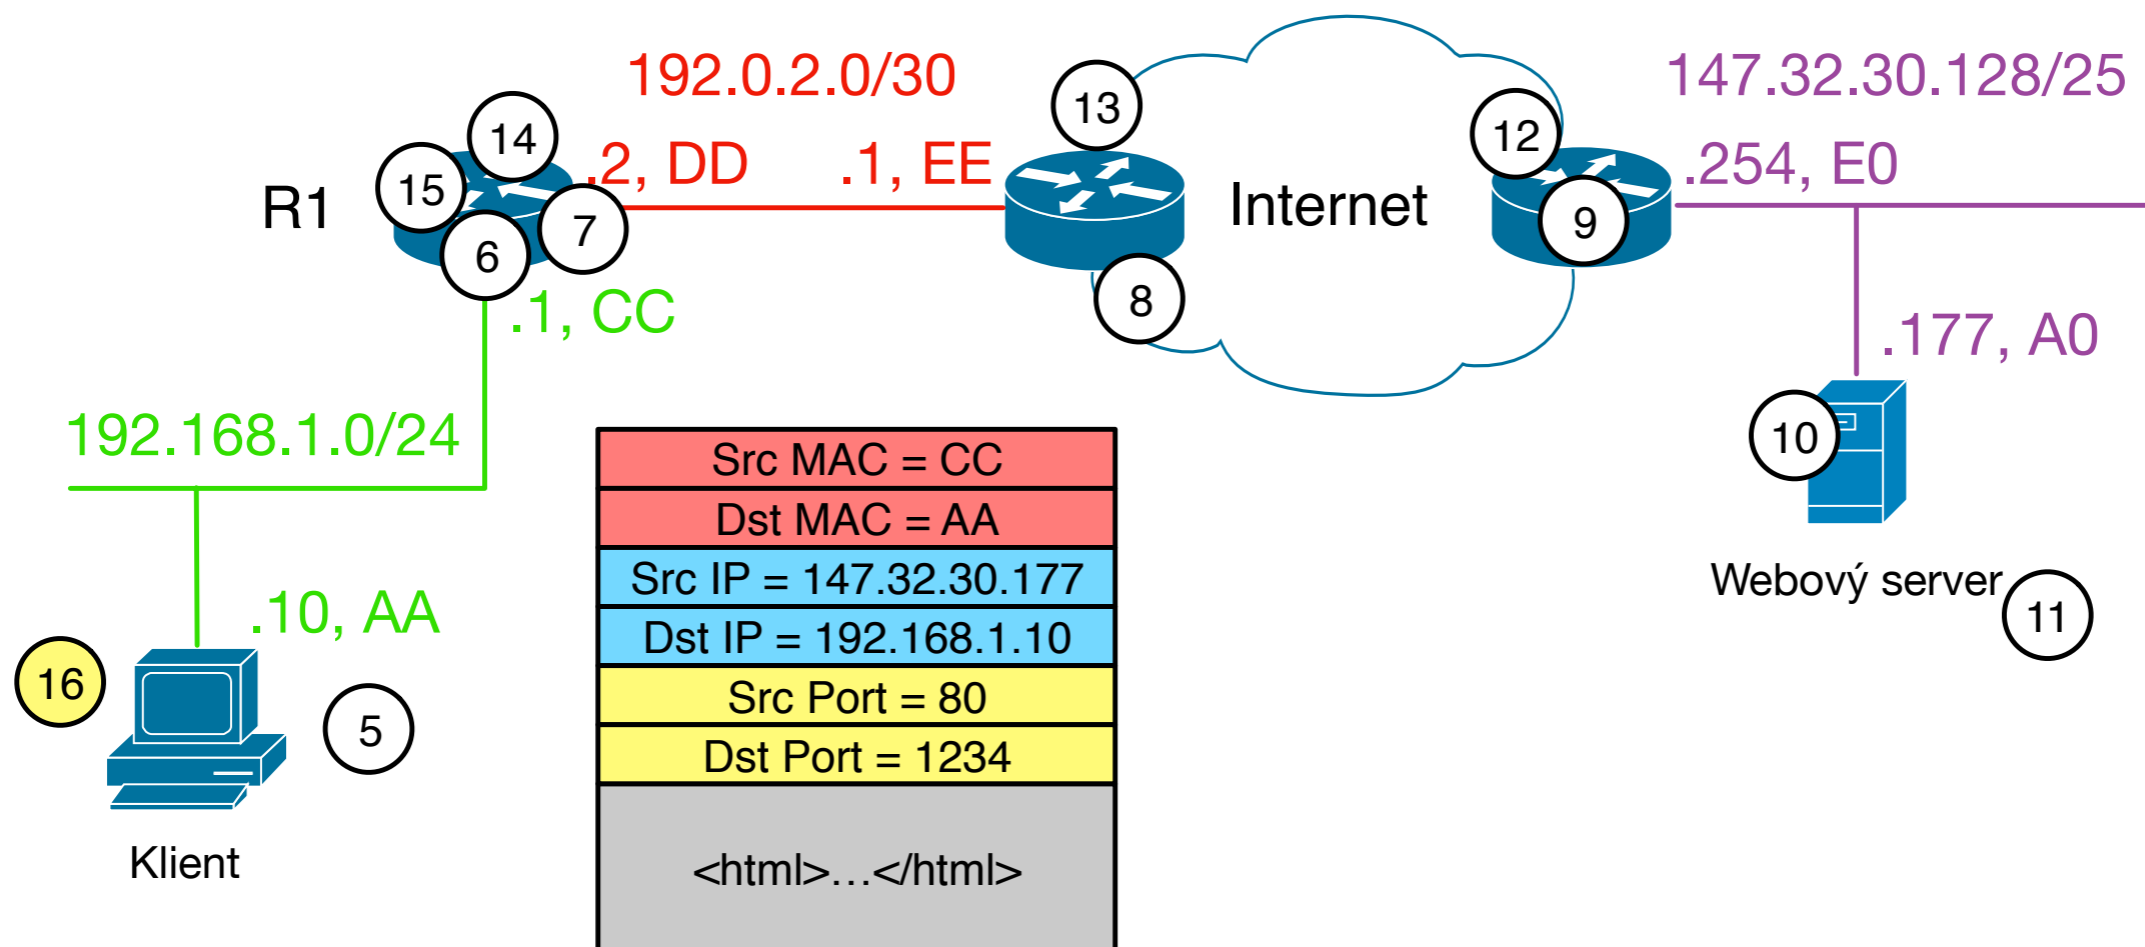 192.0.2.0/30
147.32.30.128/25
13
12
14
.2, DD
.1, EE
.254, E0
15
R1
Internet
7
9
6
8
.1, CC
.177, A0
192.168.1.0/24
10
Src MAC = CC
Dst MAC = AA
Src IP = 147.32.30.177
Dst IP = 192.168.1.10
Src Port = 80
Dst Port = 1234
<html>…</html>
Webový server
11
.10, AA
16
5
Klient